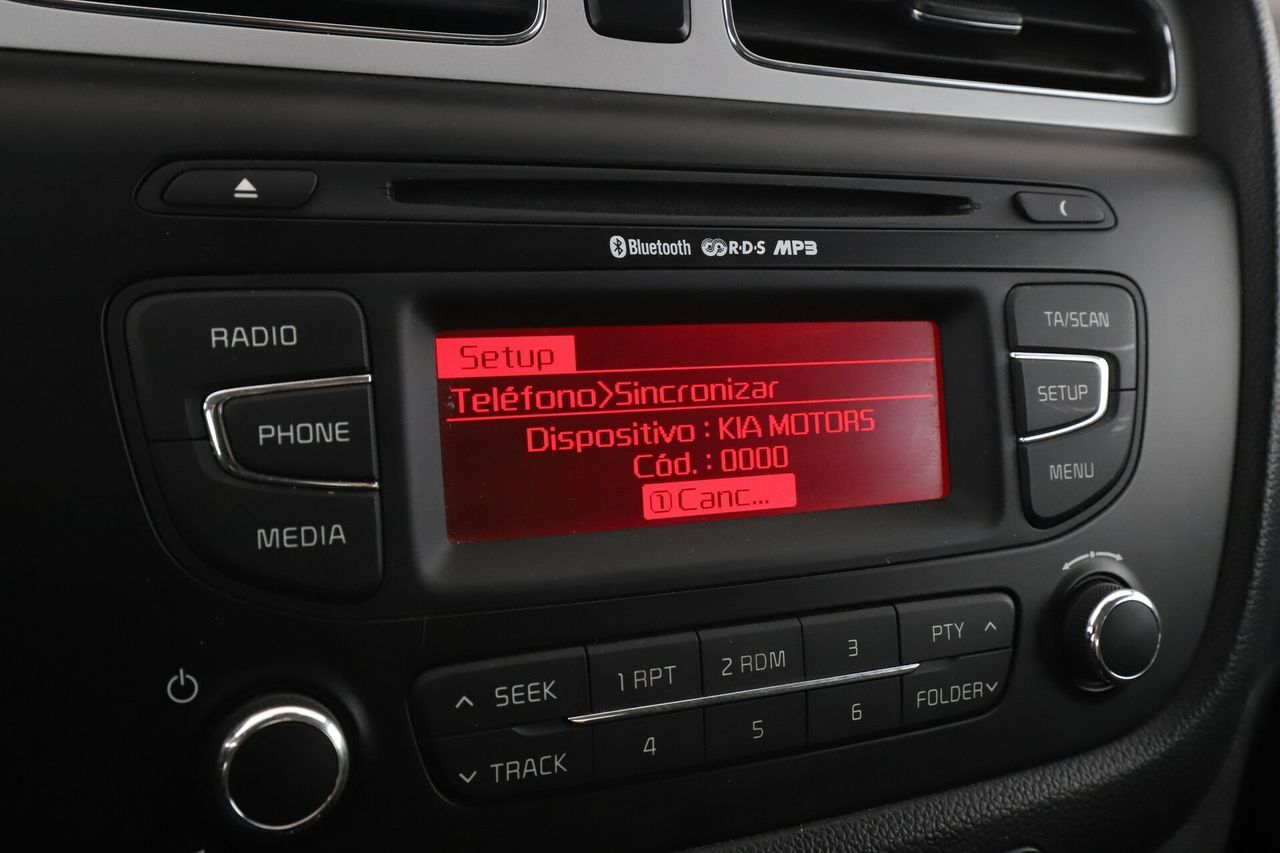 Bluetooth R·D·S MP3
RADIO
PHONE
MEDIA
Setup
Teléfono>Sincronizar
Dispositivo : KIA MOTORS
Cód. : 0000
1 Canc...
TA/SCAN
SETUP
MENU
SEEK 1 RPT 2 RDM 3 PTY
TRACK 4 5 6 FOLDER